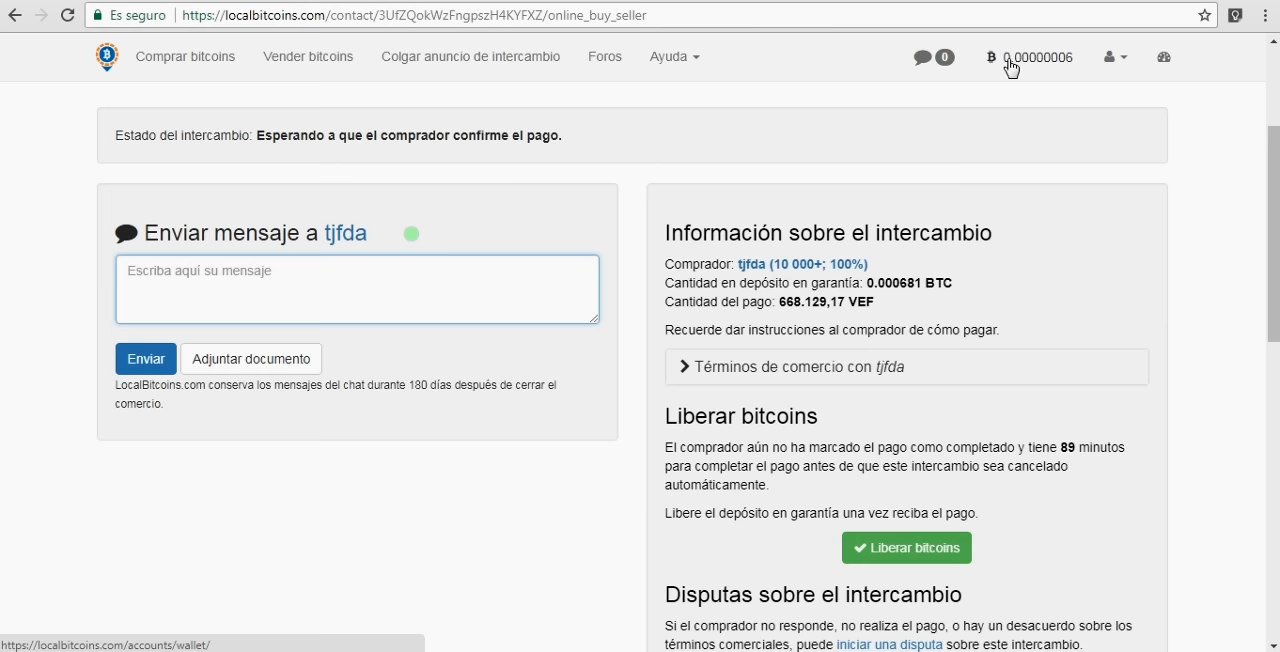 Es seguro https://localbitcoins.com/contact/3UfZQokWzFngpszH4KYFXZ/online_buy_seller
Comprar bitcoins Vender bitcoins Colgar anuncio de intercambio Foros Ayuda 0 0.00000006
Estado del intercambio: Esperando a que el comprador confirme el pago.
Enviar mensaje a tjfda
Escriba aquí su mensaje
Enviar Adjuntar documento
LocalBitcoins.com conserva los mensajes del chat durante 180 días después de cerrar el
comercio.
Información sobre el intercambio
Comprador: tjfda (10 000+; 100%)
Cantidad en depósito en garantía: 0.000681 BTC
Cantidad del pago: 668.129,17 VEF
Recuerde dar instrucciones al comprador de cómo pagar.
Términos de comercio con tjfda
Liberar bitcoins
El comprador aún no ha marcado el pago como completado y tiene 89 minutos
para completar el pago antes de que este intercambio sea cancelado
automáticamente.
Libere el depósito en garantía una vez reciba el pago.
Liberar bitcoins
Disputas sobre el intercambio
Si el comprador no responde, no realiza el pago, o hay un desacuerdo sobre los
términos comerciales, puede iniciar una disputa sobre este intercambio.
https://localbitcoins.com/accounts/wallet/